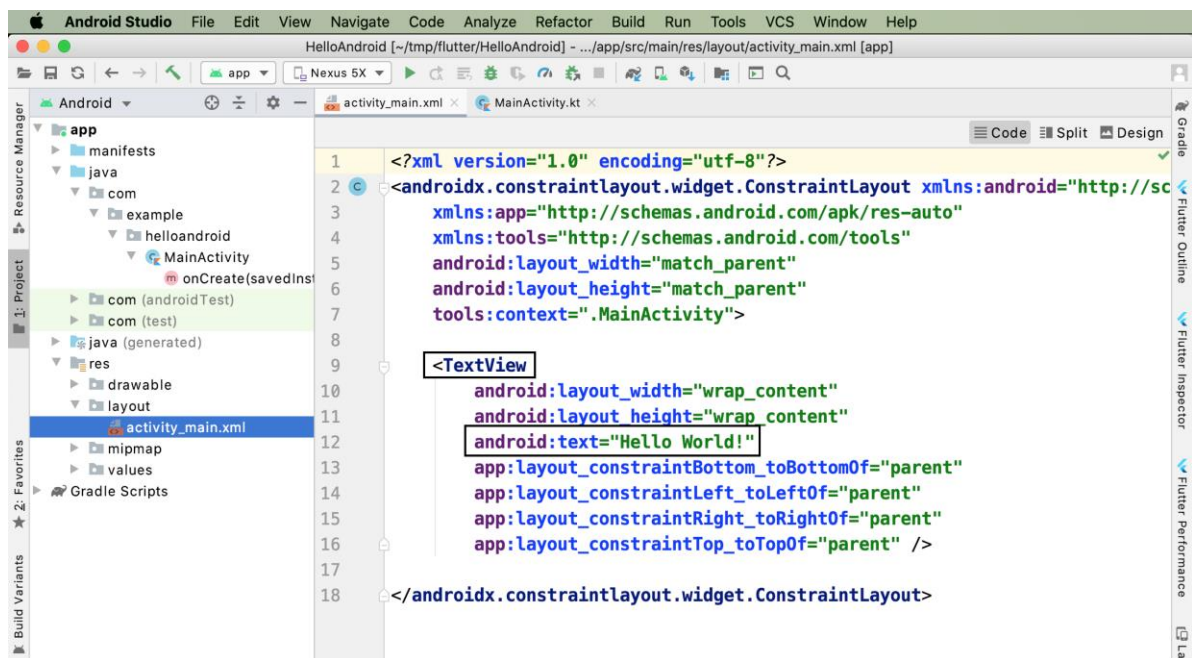 Android Studio File Edit View Navigate Code Analyze Refactor Build Run Tools VCS Window Help
HelloAndroid [~/tmp/flutter/HelloAndroid] - .../app/src/main/res/layout/activity_main.xml [app]
app Nexus 5X
Android
activity_main.xml MainActivity.kt
Code Split Design
Resource Manager
1: Project
2: Favorites
Build Variants
app
manifests
java
com
example
helloandroid
MainActivity
onCreate(savedInst
com (androidTest)
com (test)
java (generated)
res
drawable
layout
activity_main.xml
mipmap
values
Gradle Scripts
1 <?xml version="1.0" encoding="utf-8"?>
2 <androidx.constraintlayout.widget.ConstraintLayout xmlns:android="http://sc
3 xmlns:app="http://schemas.android.com/apk/res-auto"
4 xmlns:tools="http://schemas.android.com/tools"
5 android:layout_width="match_parent"
6 android:layout_height="match_parent"
7 tools:context=".MainActivity">
8
9 <TextView
10 android:layout_width="wrap_content"
11 android:layout_height="wrap_content"
12 android:text="Hello World!"
13 app:layout_constraintBottom_toBottomOf="parent"
14 app:layout_constraintLeft_toLeftOf="parent"
15 app:layout_constraintRight_toRightOf="parent"
16 app:layout_constraintTop_toTopOf="parent" />
17
18 </androidx.constraintlayout.widget.ConstraintLayout>
Gradle
Flutter Outline
Flutter Inspector
Flutter Performance
La